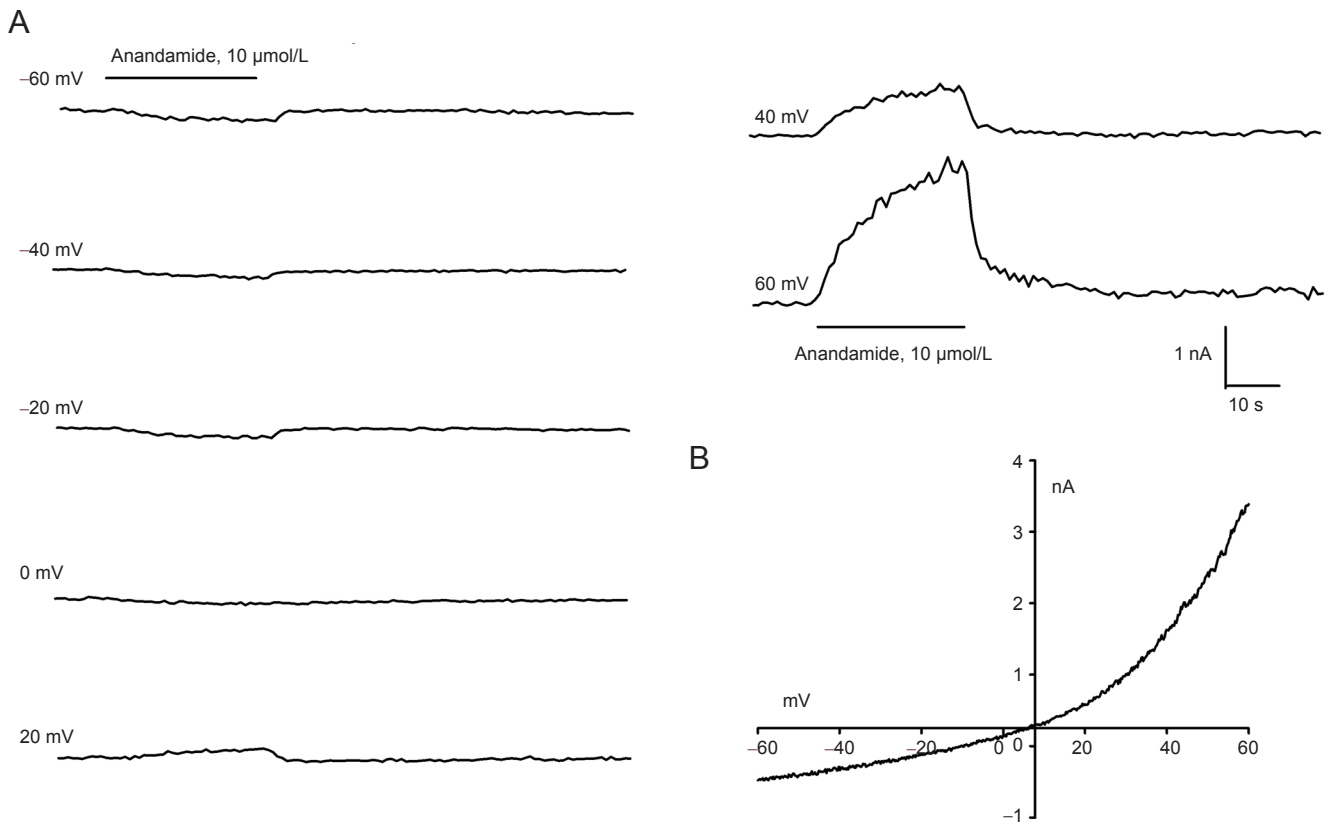 A
Anandamide, 10 µmol/L
–60 mV
–40 mV
–20 mV
0 mV
20 mV
40 mV
60 mV
Anandamide, 10 µmol/L
1 nA
10 s
B
4
nA
3
2
1
mV
–60 –40 –20 0 0 20 40 60
–1